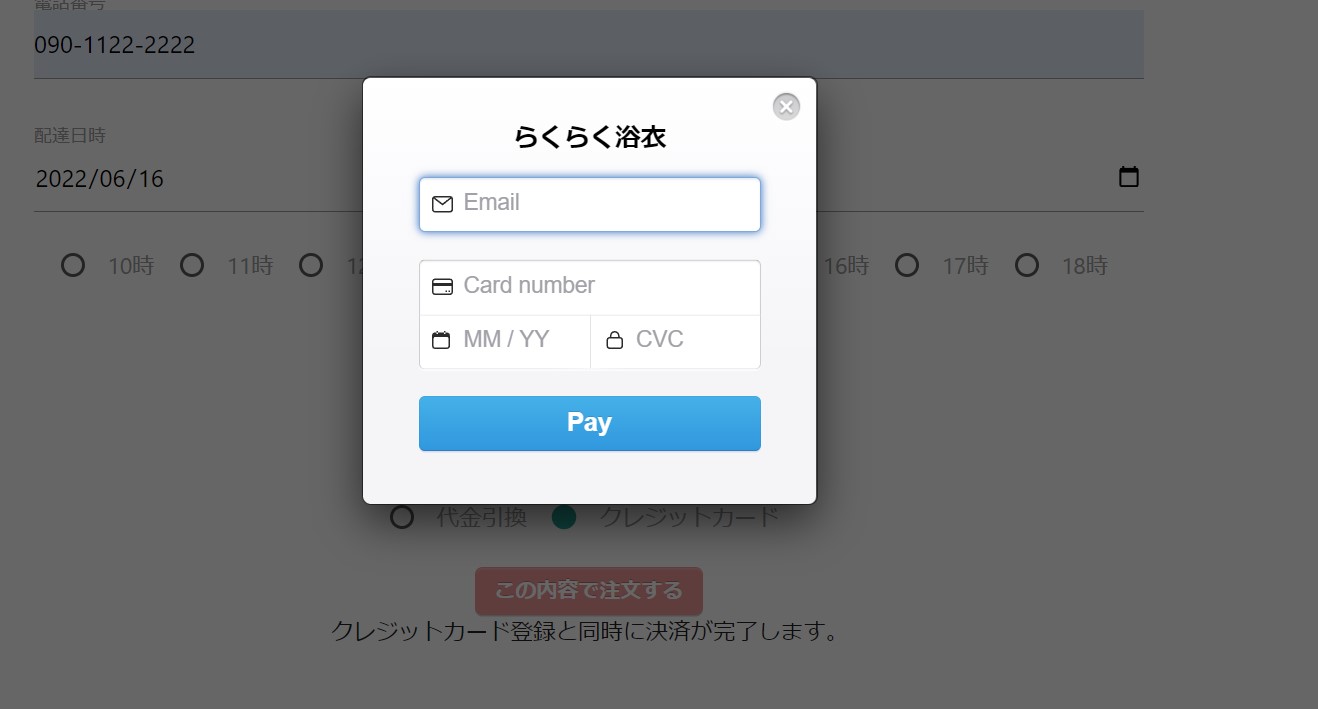 電話番号
090-1122-2222
らくらく浴衣
配達日時
2022/06/16
Email
10時 11時 16時 17時 18時
Card number
MM / YY CVC
Pay
代金引換 クレジットカード
この内容で注文する
クレジットカード登録と同時に決済が完了します。